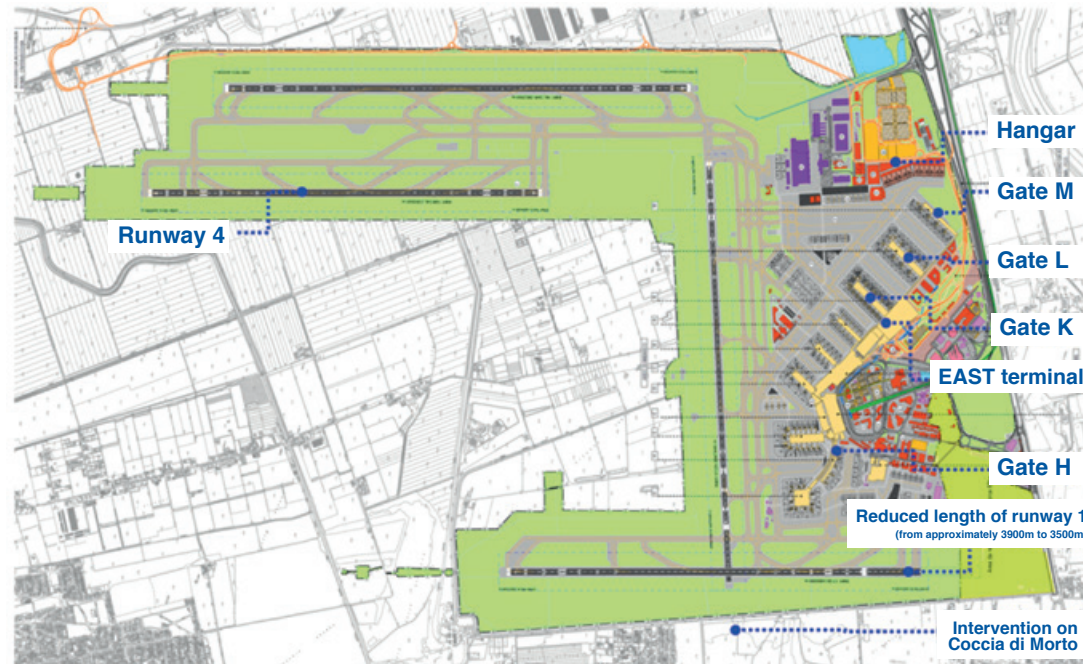 Hangar
Gate M
Runway 4
Gate L
Gate K
EAST terminal
Gate H
Reduced length of runway 1
(from approximately 3900m to 3500m
Intervention on
Coccia di Morto